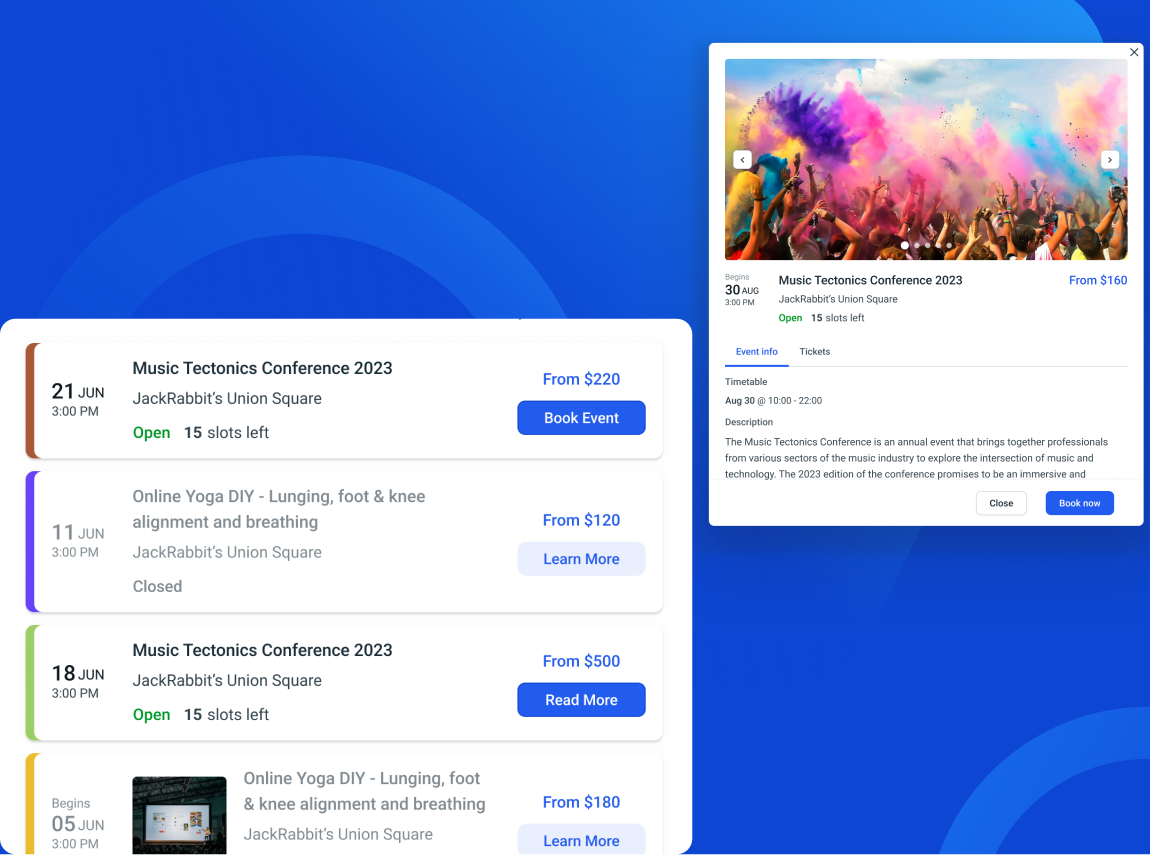 21 JUN
3:00 PM
Music Tectonics Conference 2023
JackRabbit’s Union Square
Open 15 slots left
From $220
Book Event
11 JUN
3:00 PM
Online Yoga DIY - Lunging, foot & knee
alignment and breathing
JackRabbit’s Union Square
Closed
From $120
Learn More
18 JUN
3:00 PM
Music Tectonics Conference 2023
JackRabbit’s Union Square
Open 15 slots left
From $500
Read More
Begins
05 JUN
3:00 PM
Online Yoga DIY - Lunging, foot
& knee alignment and breathing
JackRabbit’s Union Square
From $180
Learn More
Begins
30 AUG
3:00 PM
Music Tectonics Conference 2023
JackRabbit’s Union Square
Open 15 slots left
From $160
Event info Tickets
Timetable
Aug 30 @ 10:00 - 22:00
Description
The Music Tectonics Conference is an annual event that brings together professionals
from various sectors of the music industry to explore the intersection of music and
technology. The 2023 edition of the conference promises to be an immersive and
Close Book now